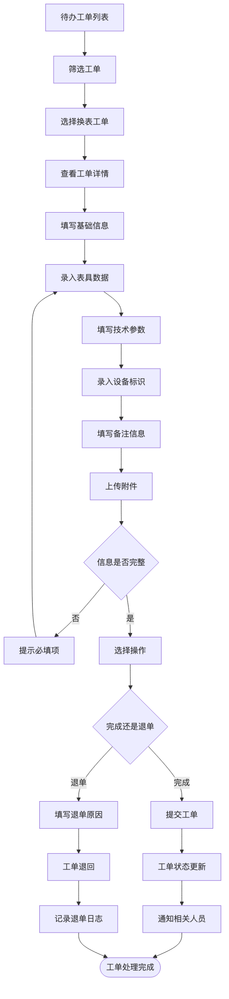 待办工单列表
筛选工单
选择换表工单
查看工单详情
填写基础信息
录入表具数据
填写技术参数
录入设备标识
填写备注信息
上传附件
信息是否完整
否
是
提示必填项
选择操作
完成还是退单
退单
完成
填写退单原因
提交工单
工单退回
工单状态更新
记录退单日志
通知相关人员
工单处理完成